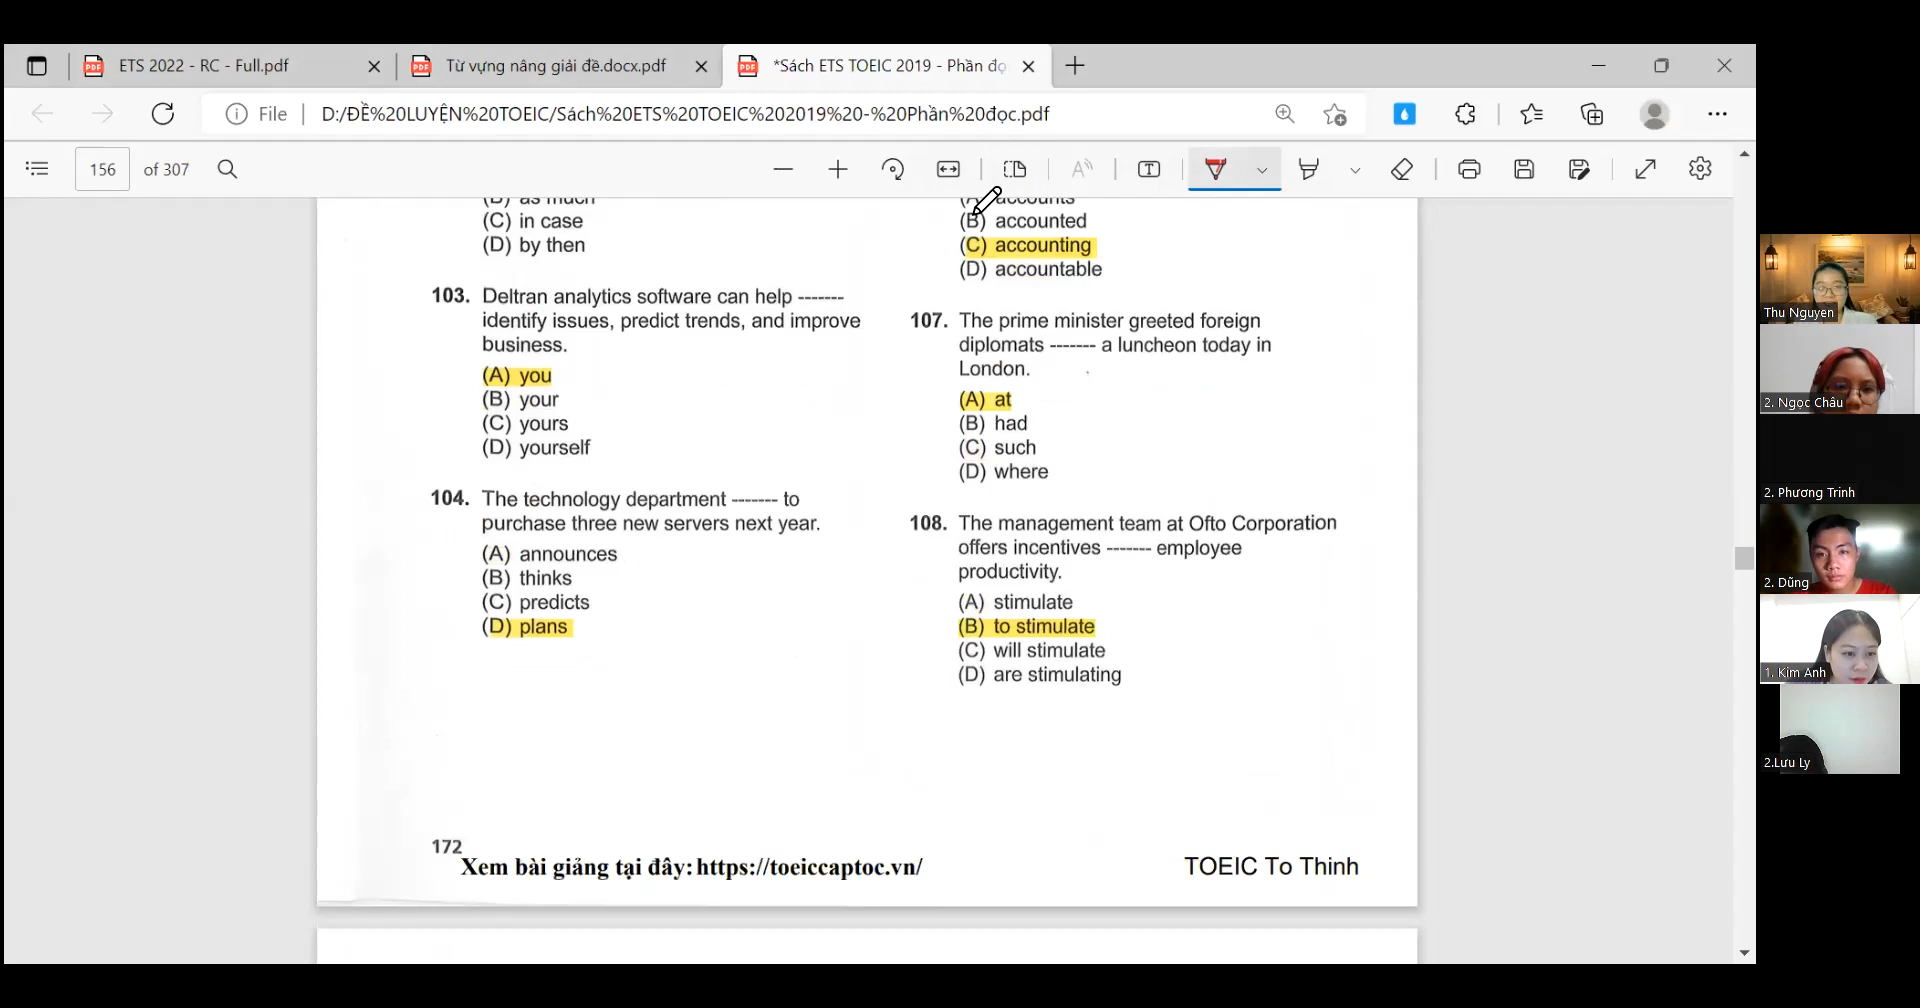 ETS 2022 - RC - Full.pdf
Từ vựng nâng giải đề.docx.pdf
*Sách ETS TOEIC 2019 - Phần đọ
File
D:/ĐỀ%20LUYỆN%20TOEIC/Sách%20ETS%20TOEIC%202019%20-%20Phần%20đọc.pdf
156 of 307
(B) as much
(C) in case
(D) by then
103. Deltran analytics software can help -------
identify issues, predict trends, and improve
business.
(A) you
(B) your
(C) yours
(D) yourself
104. The technology department ------- to
purchase three new servers next year.
(A) announces
(B) thinks
(C) predicts
(D) plans
(A) accounts
(B) accounted
(C) accounting
(D) accountable
107. The prime minister greeted foreign
diplomats ------- a luncheon today in
London.
(A) at
(B) had
(C) such
(D) where
108. The management team at Ofto Corporation
offers incentives ------- employee
productivity.
(A) stimulate
(B) to stimulate
(C) will stimulate
(D) are stimulating
172
Xem bài giảng tại đây: https://toeiccaptoc.vn/
TOEIC To Thinh
Thu Nguyen
2. Ngọc Châu
2. Phương Trinh
2. Dũng
1. Kim Anh
2.Lưu Ly